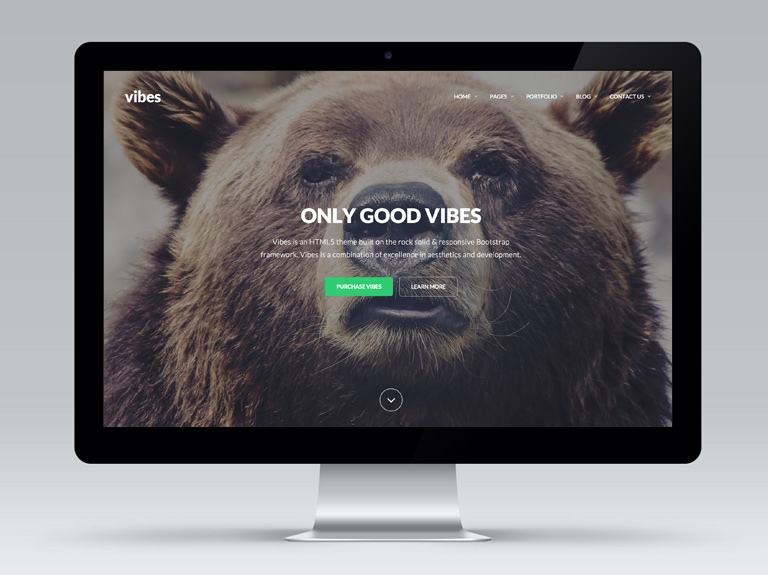 vibes
HOME PAGES PORTFOLIO BLOG CONTACT US
ONLY GOOD VIBES
Vibes is an HTML5 theme built on the rock solid & responsive Bootstrap
framework. Vibes is a combination of excellence in aesthetics and development.
PURCHASE VIBES LEARN MORE